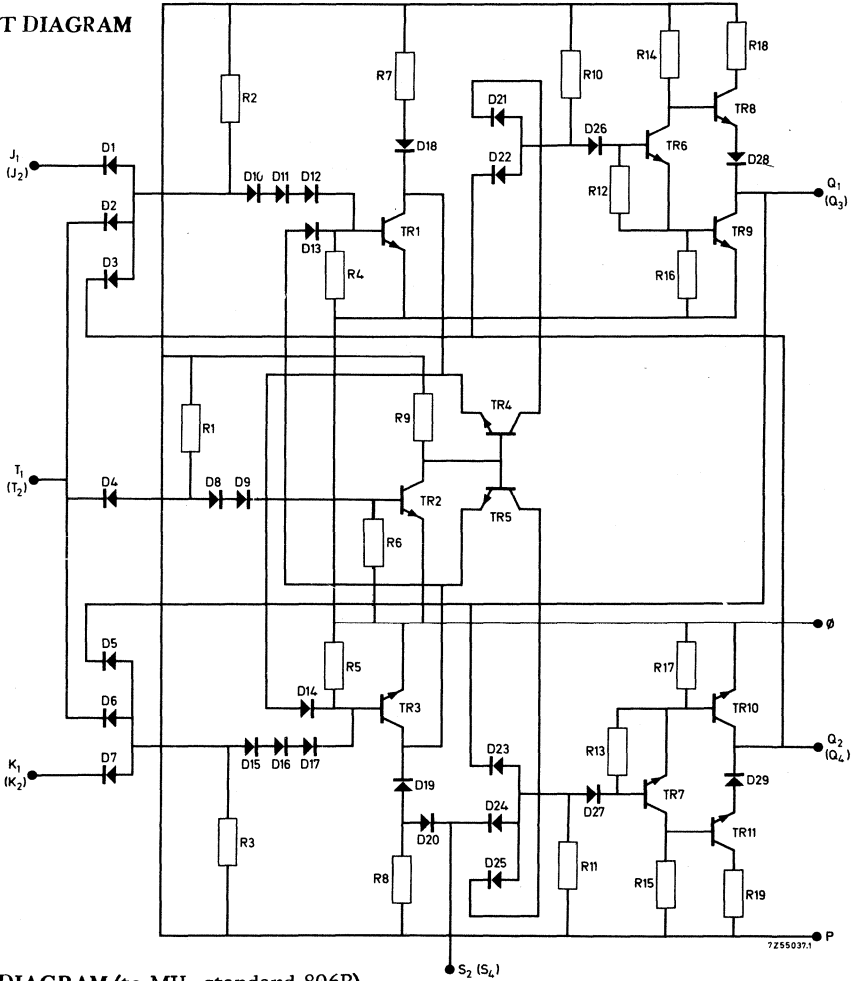 T DIAGRAM
R2
R7
R10
R14
R18
D21
TR8
J1
(J2)
D1
D18
D26
TR6
D22
D28
D10 D11 D12
R12
Q1
(Q3)
D2
D13
TR1
TR9
D3
R4
R16
R1
R9
TR4
T1
(T2)
D4
D8 D9
TR2
TR5
R6
Ø
D5
R5
R17
D14
TR3
TR10
D6
R13
Q2
(Q4)
D15 D16 D17
D23
K1
(K2)
D7
D19
D27
TR7
D29
D24
D20
TR11
R3
R8
D25
R11
R15
R19
P
7Z55037.1
S2 (S4)
DIAGRAM (to MIL standard 806B)